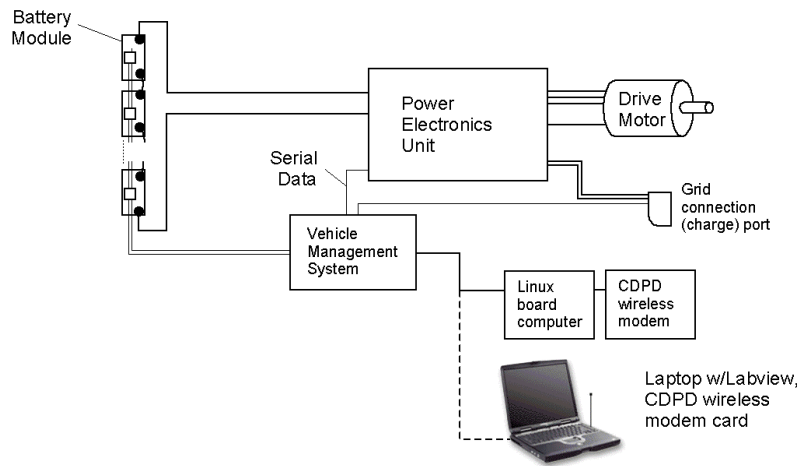 Battery
Module
Power
Electronics
Unit
Drive
Motor
Serial
Data
Grid
connection
(charge) port
Vehicle
Management
System
Linux
board
computer
CDPD
wireless
modem
Laptop w/Labview,
CDPD wireless
modem card